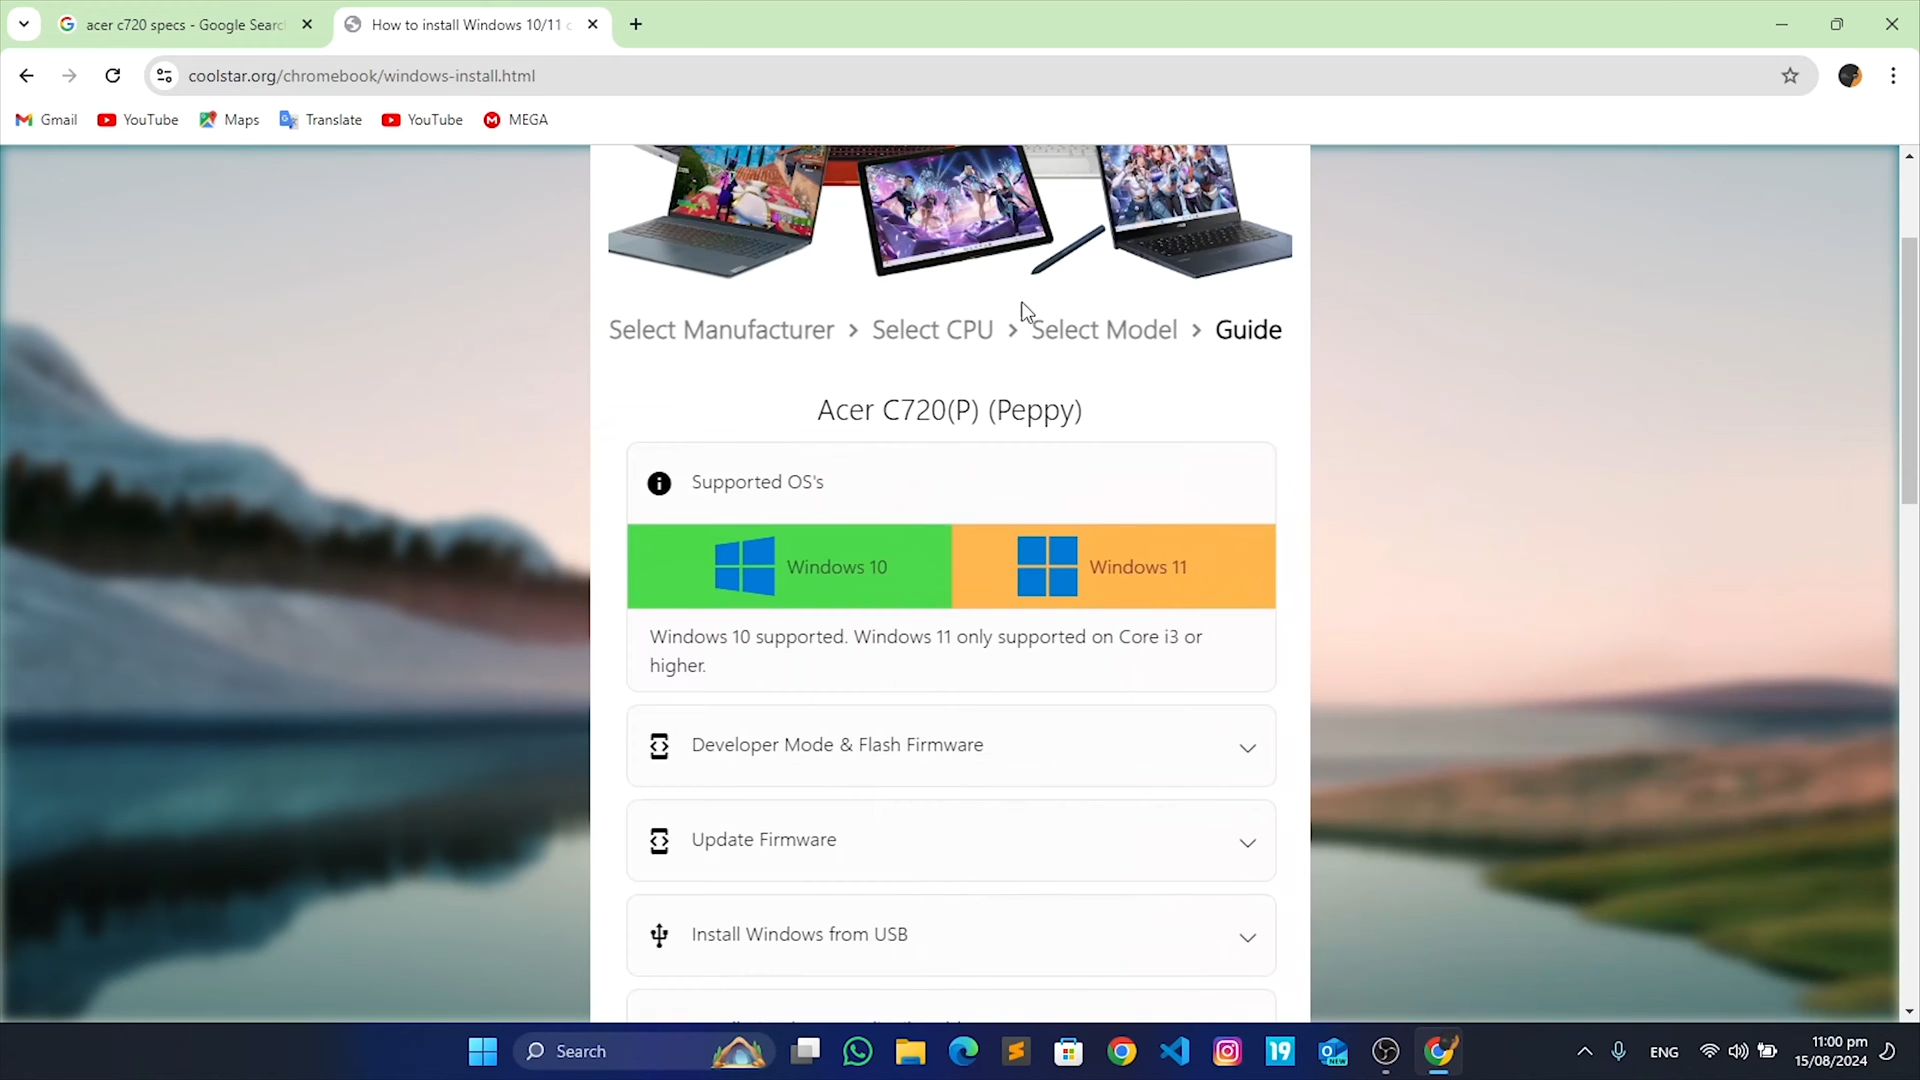 acer c720 specs - Google Searc
How to install Windows 10/11 c
coolstar.org/chromebook/windows-install.html
Gmail YouTube Maps Translate YouTube MEGA
Select Manufacturer > Select CPU > Select Model > Guide
Acer C720(P) (Peppy)
Supported OS's
Windows 10
Windows 11
Windows 10 supported. Windows 11 only supported on Core i3 or
higher.
Developer Mode & Flash Firmware
Update Firmware
Install Windows from USB
Search
19
NEW
ENG
11:00 pm
15/08/2024